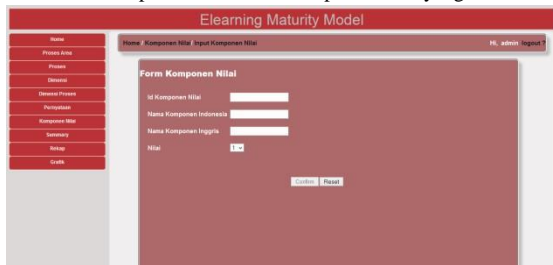 Elearning Maturity Model
Home
Proses Area
Proses
Dimensi
Dimensi Proses
Pernyataan
Komponen Nilai
Summary
Rekap
Grafik
Home / Komponen Nilai/ Input Komponen Nilai
Hi, admin logout ?
Form Komponen Nilai
Id Komponen Nilai
Nama Komponen Indonesia
Nama Komponen Inggris
Nilai
1
Confirm Reset